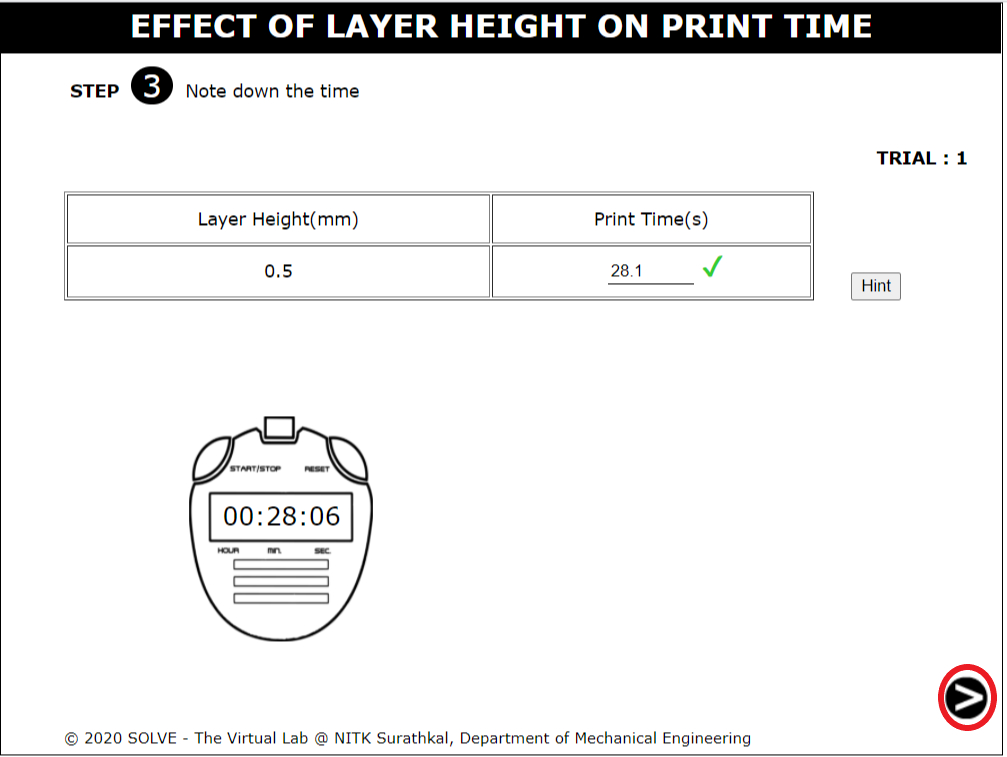 EFFECT OF LAYER HEIGHT ON PRINT TIME
STEP 3 Note down the time
TRIAL : 1
Layer Height(mm) Print Time(s)
0.5 28.1
Hint
START/STOP RESET
00:28:06
HOUR MIN. SEC.
© 2020 SOLVE - The Virtual Lab @ NITK Surathkal, Department of Mechanical Engineering